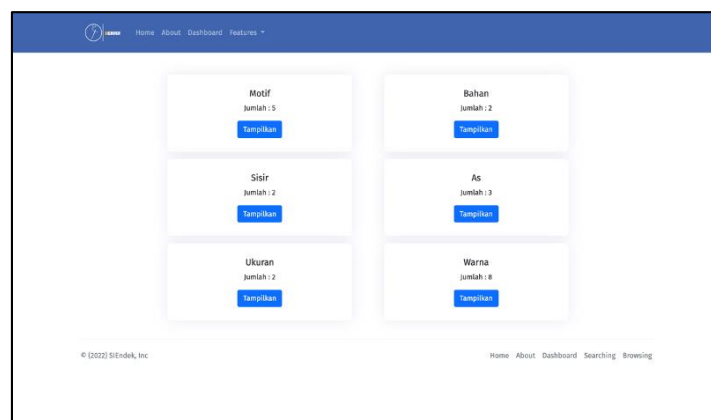 SIENDEK Home About Dashboard Features
Motif
Jumlah : 5
Tampilkan
Bahan
Jumlah : 2
Tampilkan
Sisir
Jumlah : 2
Tampilkan
As
Jumlah : 3
Tampilkan
Ukuran
Jumlah : 2
Tampilkan
Warna
Jumlah : 8
Tampilkan
© (2022) SIEndek, Inc
Home About Dashboard Searching Browsing